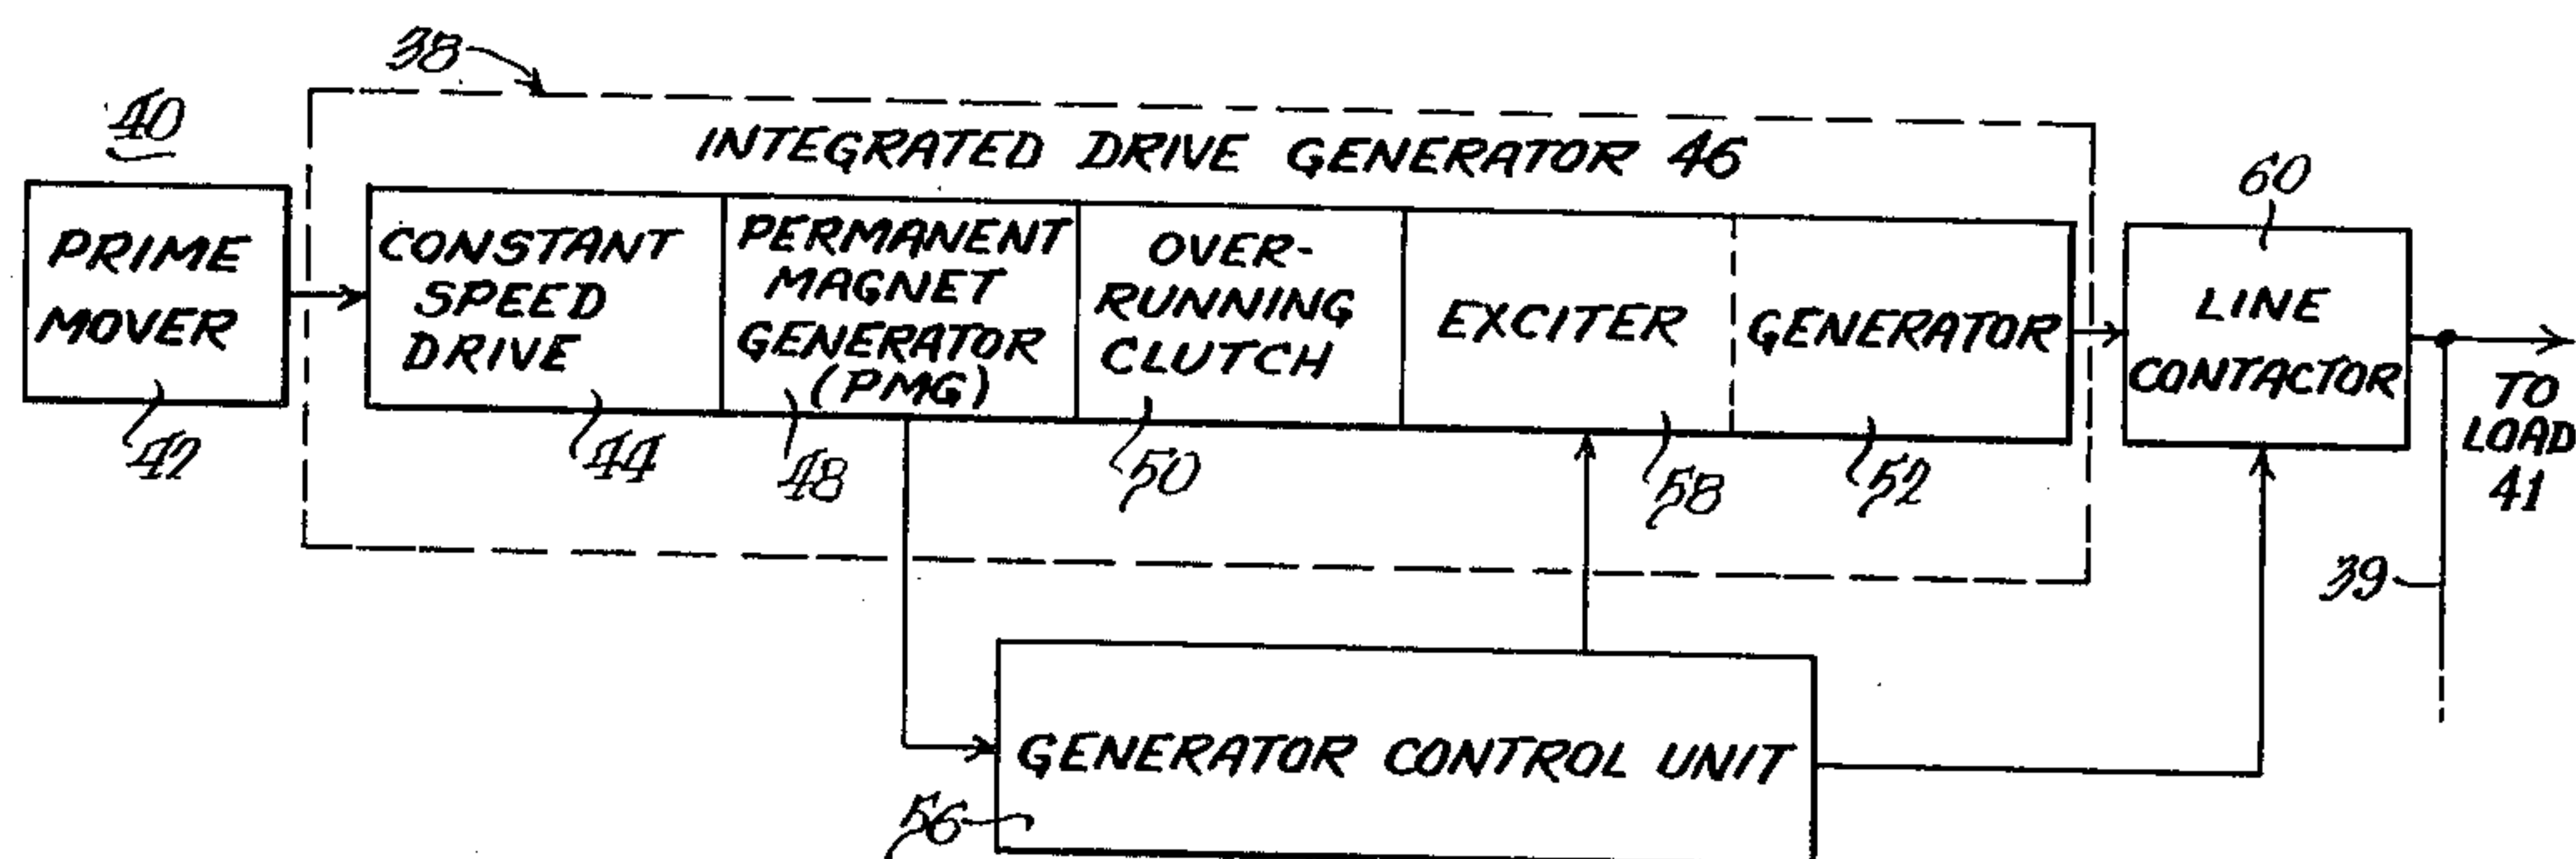 38
40
INTEGRATED DRIVE GENERATOR 46
60
PRIME
MOVER
CONSTANT
SPEED
DRIVE
PERMANENT
MAGNET
GENERATOR
(PMG)
OVER-
RUNNING
CLUTCH
EXCITER
GENERATOR
LINE
CONTACTOR
TO
LOAD
41
42
44
48
50
58
52
39
GENERATOR CONTROL UNIT
56